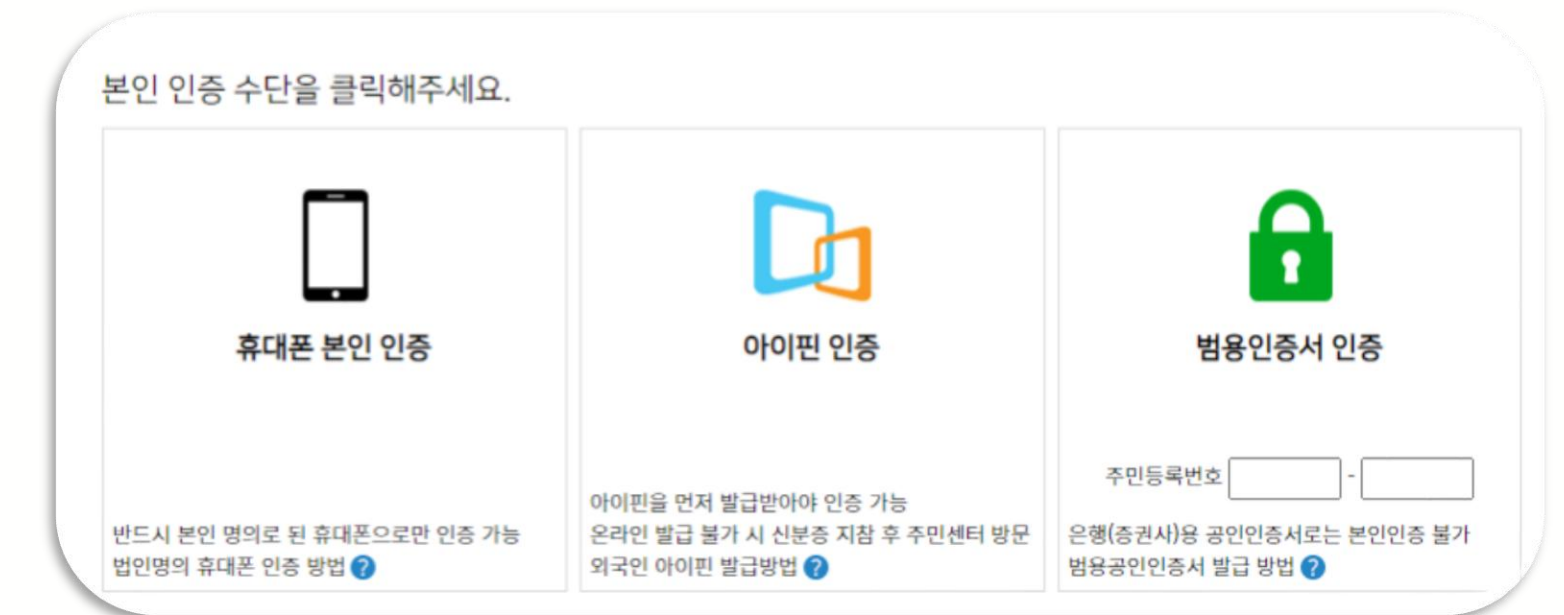 본인 인증 수단을 클릭해주세요.
휴대폰 본인 인증
반드시 본인 명의로 된 휴대폰으로만 인증 가능
법인명의 휴대폰 인증 방법 ?
아이핀 인증
아이핀을 먼저 발급받아야 인증 가능
온라인 발급 불가 시 신분증 지참 후 주민센터 방문
외국인 아이핀 발급방법 ?
범용인증서 인증
주민등록번호 -
은행(증권사)용 공인인증서로는 본인인증 불가
범용공인인증서 발급 방법 ?